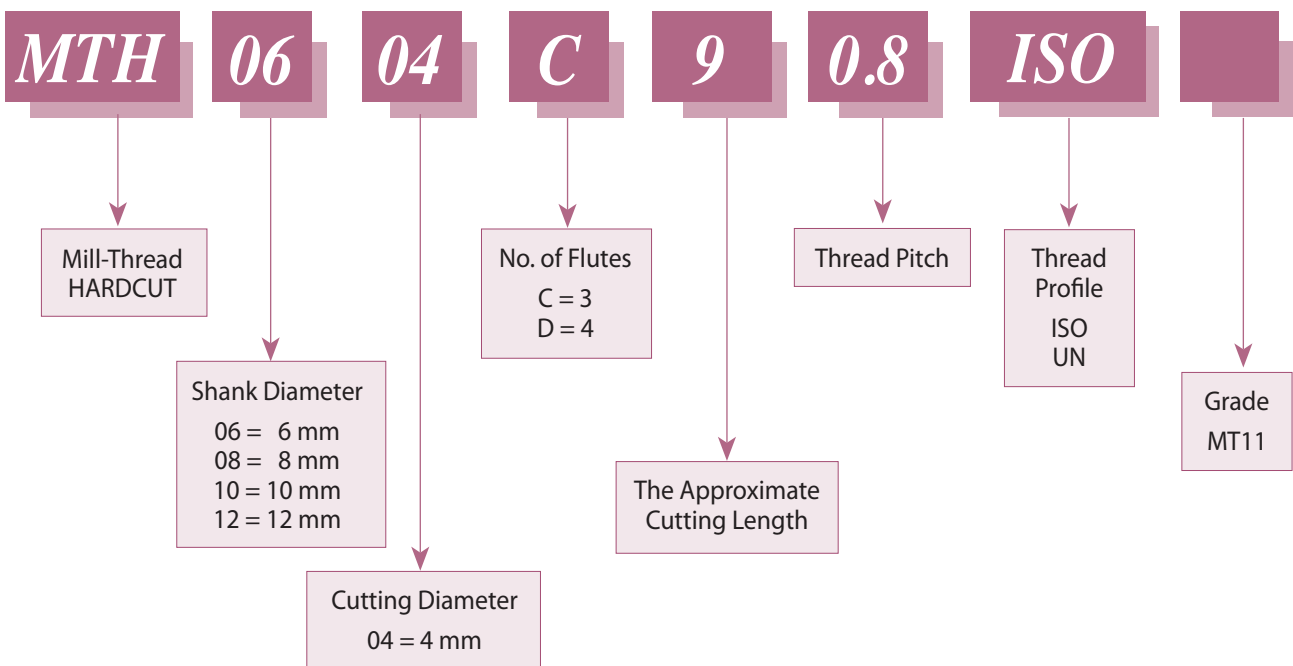 MTH 06 04 C 9 0.8 ISO
Mill-Thread
HARDCUT
Shank Diameter
06 = 6 mm
08 = 8 mm
10 = 10 mm
12 = 12 mm
Cutting Diameter
04 = 4 mm
No. of Flutes
C = 3
D = 4
The Approximate
Cutting Length
Thread Pitch
Thread
Profile
ISO
UN
Grade
MT11